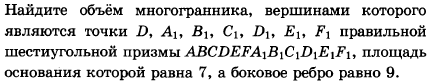 Найдите объём многогранника, вершинами которого
являются точки D, A₁, B₁, C₁, D₁, E₁, F₁ правильной
шестиугольной призмы ABCDEFA₁B₁C₁D₁E₁F₁, площадь
основания которой равна 7, а боковое ребро равно 9.